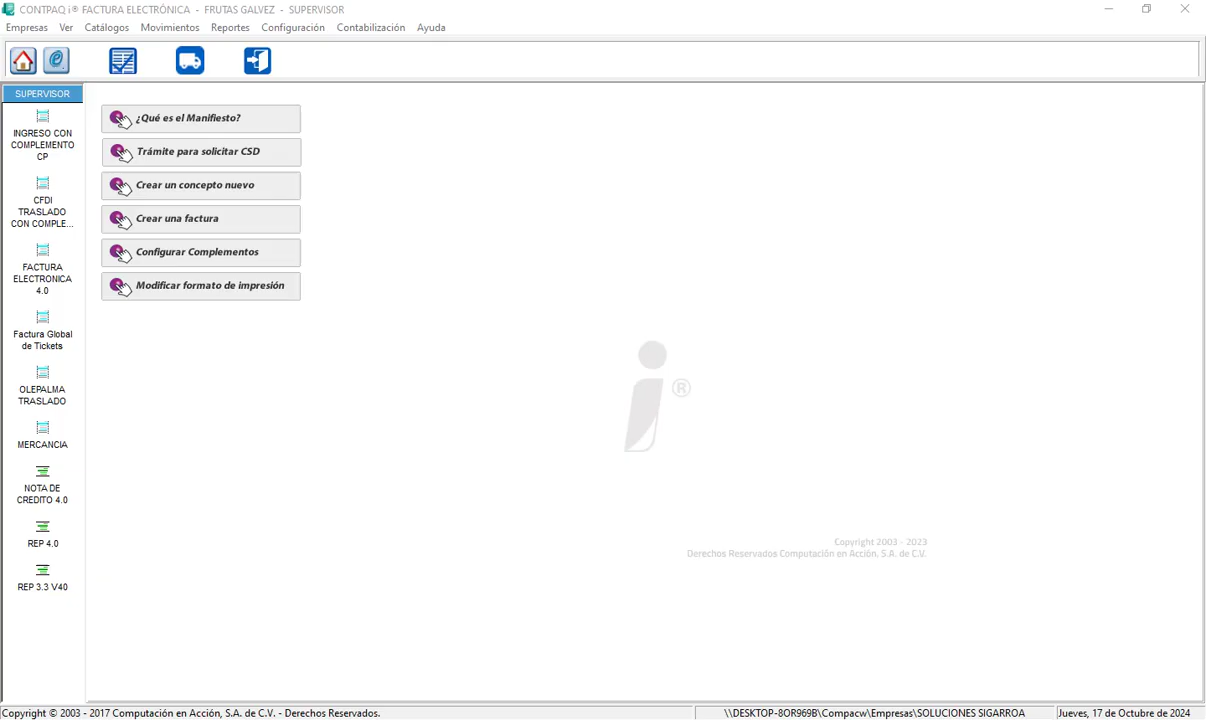 CONTPAQ i® FACTURA ELECTRÓNICA - FRUTAS GALVEZ - SUPERVISOR
Empresas Ver Catálogos Movimientos Reportes Configuración Contabilización Ayuda
SUPERVISOR
INGRESO CON
COMPLEMENTO
CP
CFDI
TRASLADO
CON COMPLE...
FACTURA
ELECTRONICA
4.0
Factura Global
de Tickets
OLEPALMA
TRASLADO
MERCANCIA
NOTA DE
CREDITO 4.0
REP 4.0
REP 3.3 V40
¿Qué es el Manifiesto?
Trámite para solicitar CSD
Crear un concepto nuevo
Crear una factura
Configurar Complementos
Modificar formato de impresión
®
Copyright 2003 - 2023
Derechos Reservados Computación en Acción, S.A. de C.V.
Copyright © 2003 - 2017 Computación en Acción, S.A. de C.V. - Derechos Reservados.
\\DESKTOP-8OR969B\Compacw\Empresas\SOLUCIONES SIGARROA
Jueves, 17 de Octubre de 2024